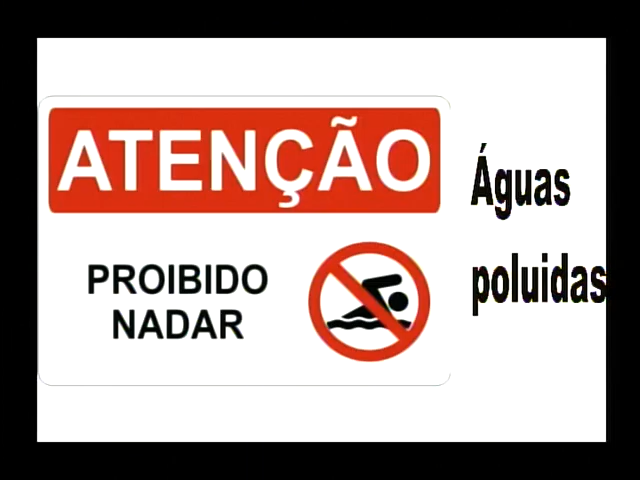 ATENÇÃO
PROIBIDO
NADAR
Águas
poluidas